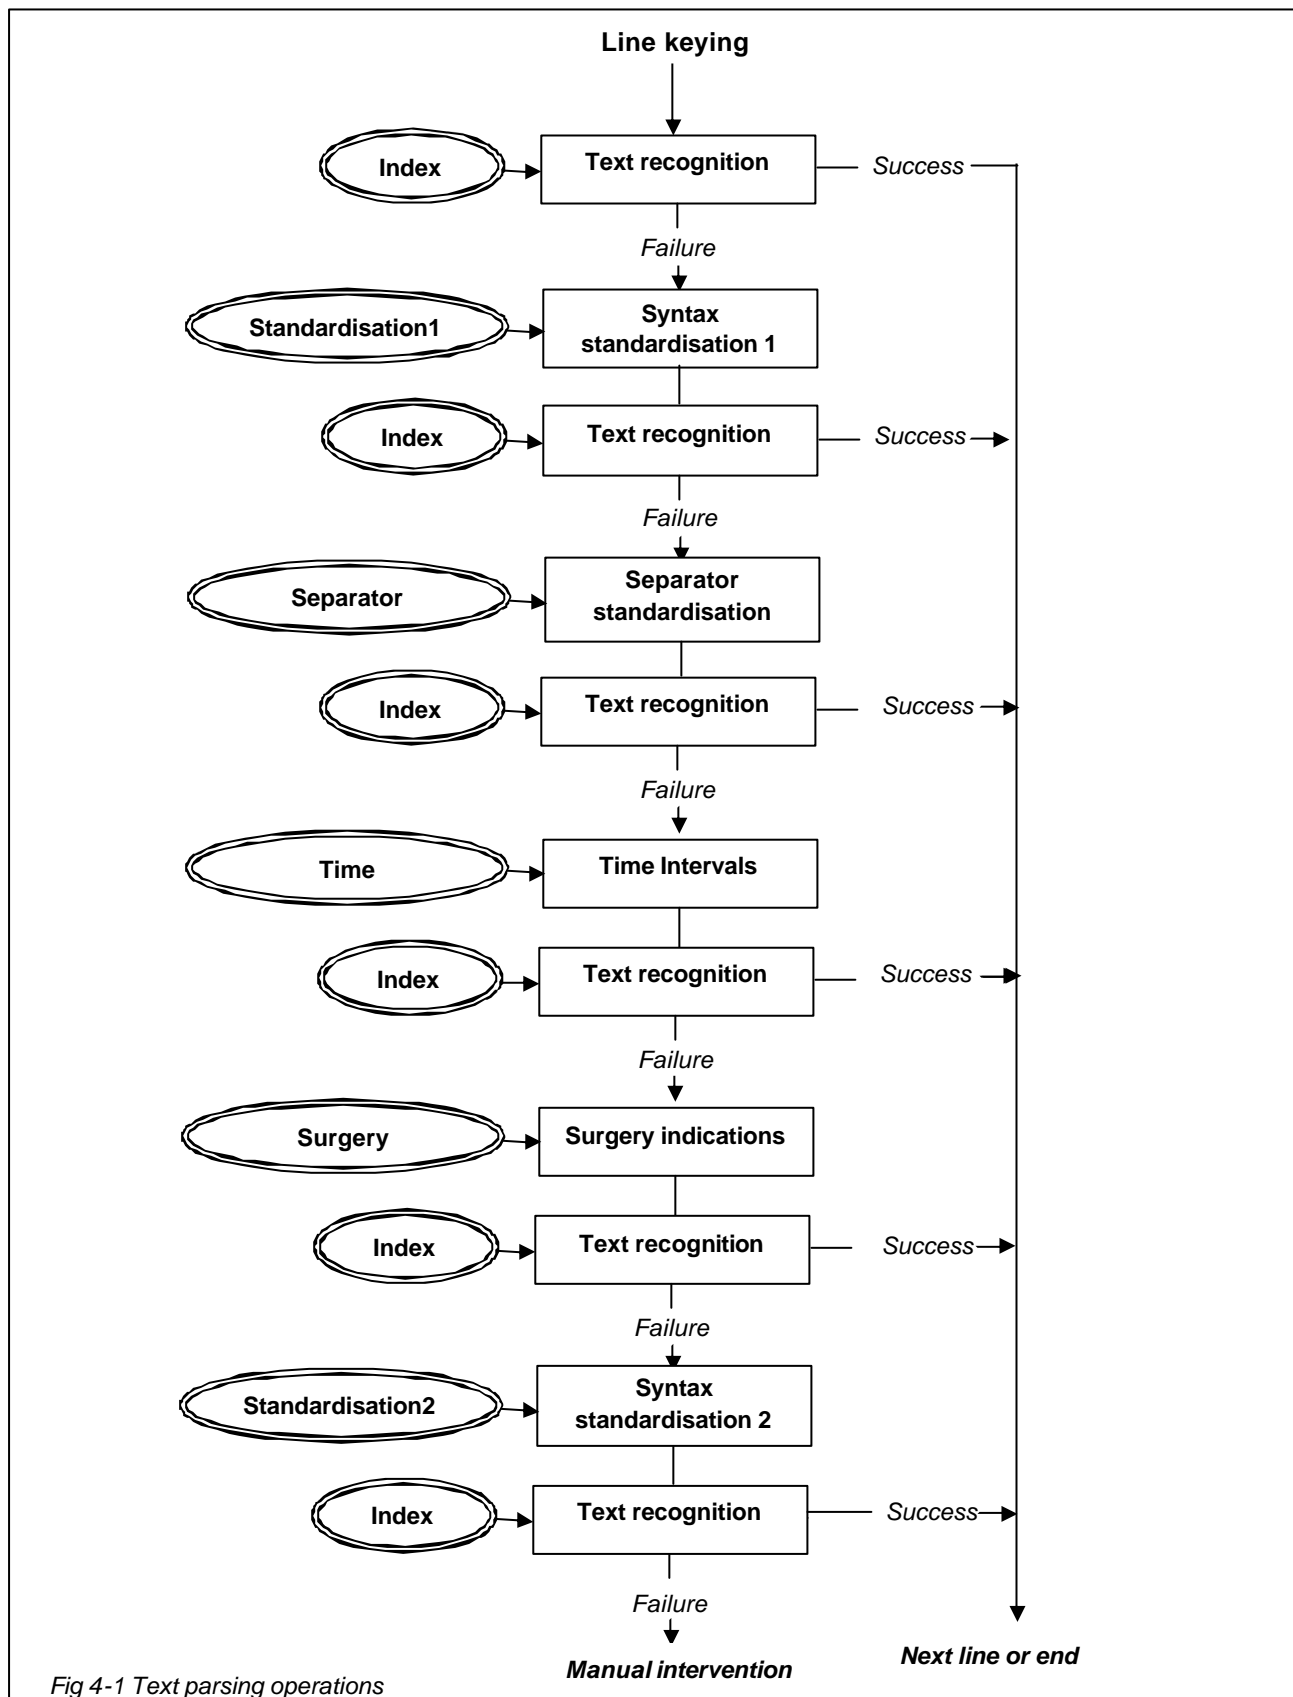 Line keying
Index
Text recognition
Success
Failure
Standardisation1
Syntax
standardisation 1
Index
Text recognition
Success
Failure
Separator
Separator
standardisation
Index
Text recognition
Success
Failure
Time
Time Intervals
Index
Text recognition
Success
Failure
Surgery
Surgery indications
Index
Text recognition
Success
Failure
Standardisation2
Syntax
standardisation 2
Index
Text recognition
Success
Failure
Manual intervention
Next line or end
Fig 4-1 Text parsing operations